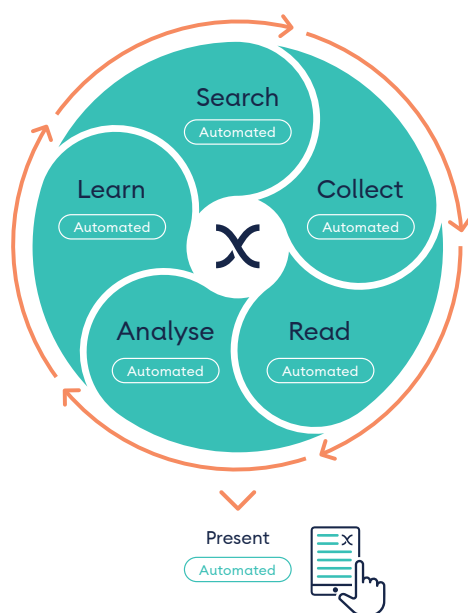 Search
Automated
Collect
Automated
Read
Automated
Analyse
Automated
Learn
Automated
Present
Automated